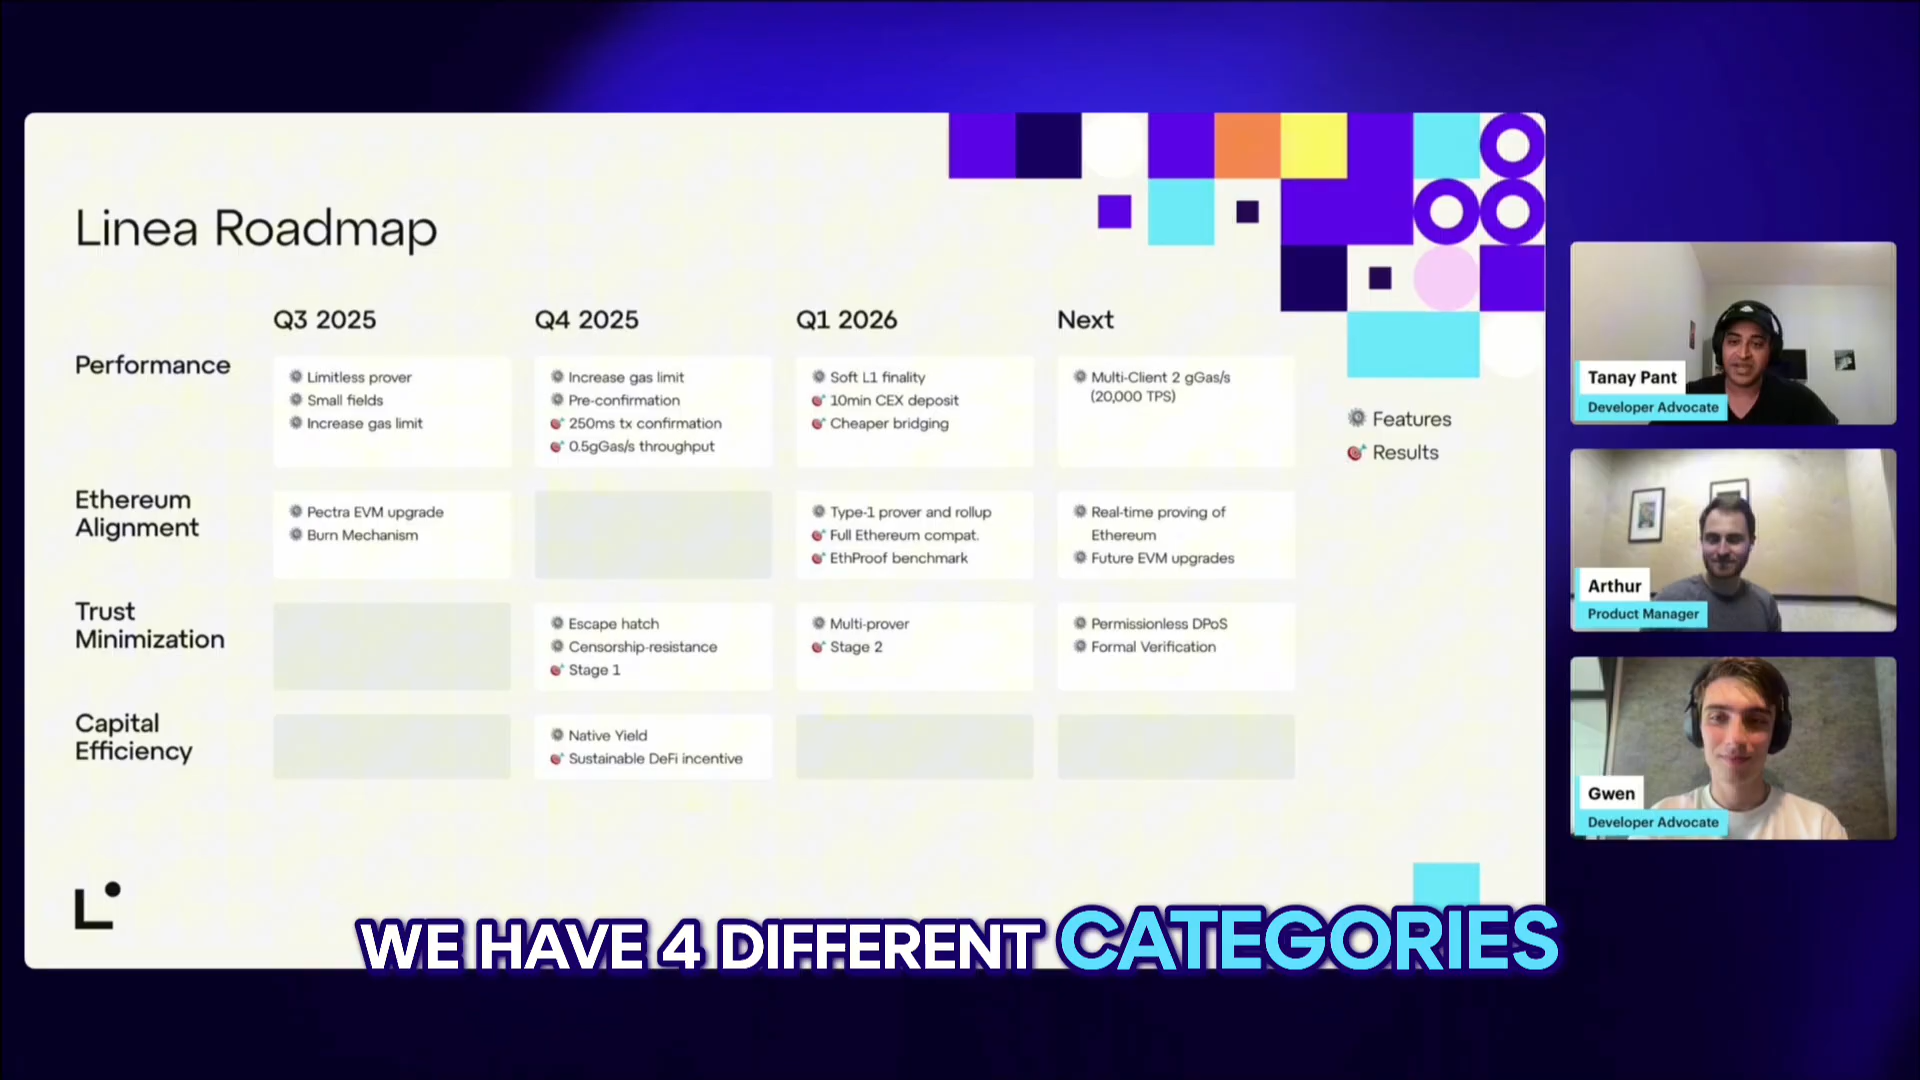 Linea Roadmap
Q3 2025
Q4 2025
Q1 2026
Next
Performance
Limitless prover
Small fields
Increase gas limit
Increase gas limit
Pre-confirmation
250ms tx confirmation
0.5gGas/s throughput
Soft L1 finality
10min CEX deposit
Cheaper bridging
Multi-Client 2 gGas/s
(20,000 TPS)
Features
Results
Ethereum
Alignment
Pectra EVM upgrade
Burn Mechanism
Type-1 prover and rollup
Full Ethereum compat.
EthProof benchmark
Real-time proving of
Ethereum
Future EVM upgrades
Trust
Minimization
Escape hatch
Censorship-resistance
Stage 1
Multi-prover
Stage 2
Permissionless DPoS
Formal Verification
Capital
Efficiency
Native Yield
Sustainable DeFi incentive
Tanay Pant
Developer Advocate
Arthur
Product Manager
Gwen
Developer Advocate
WE HAVE 4 DIFFERENT CATEGORIES